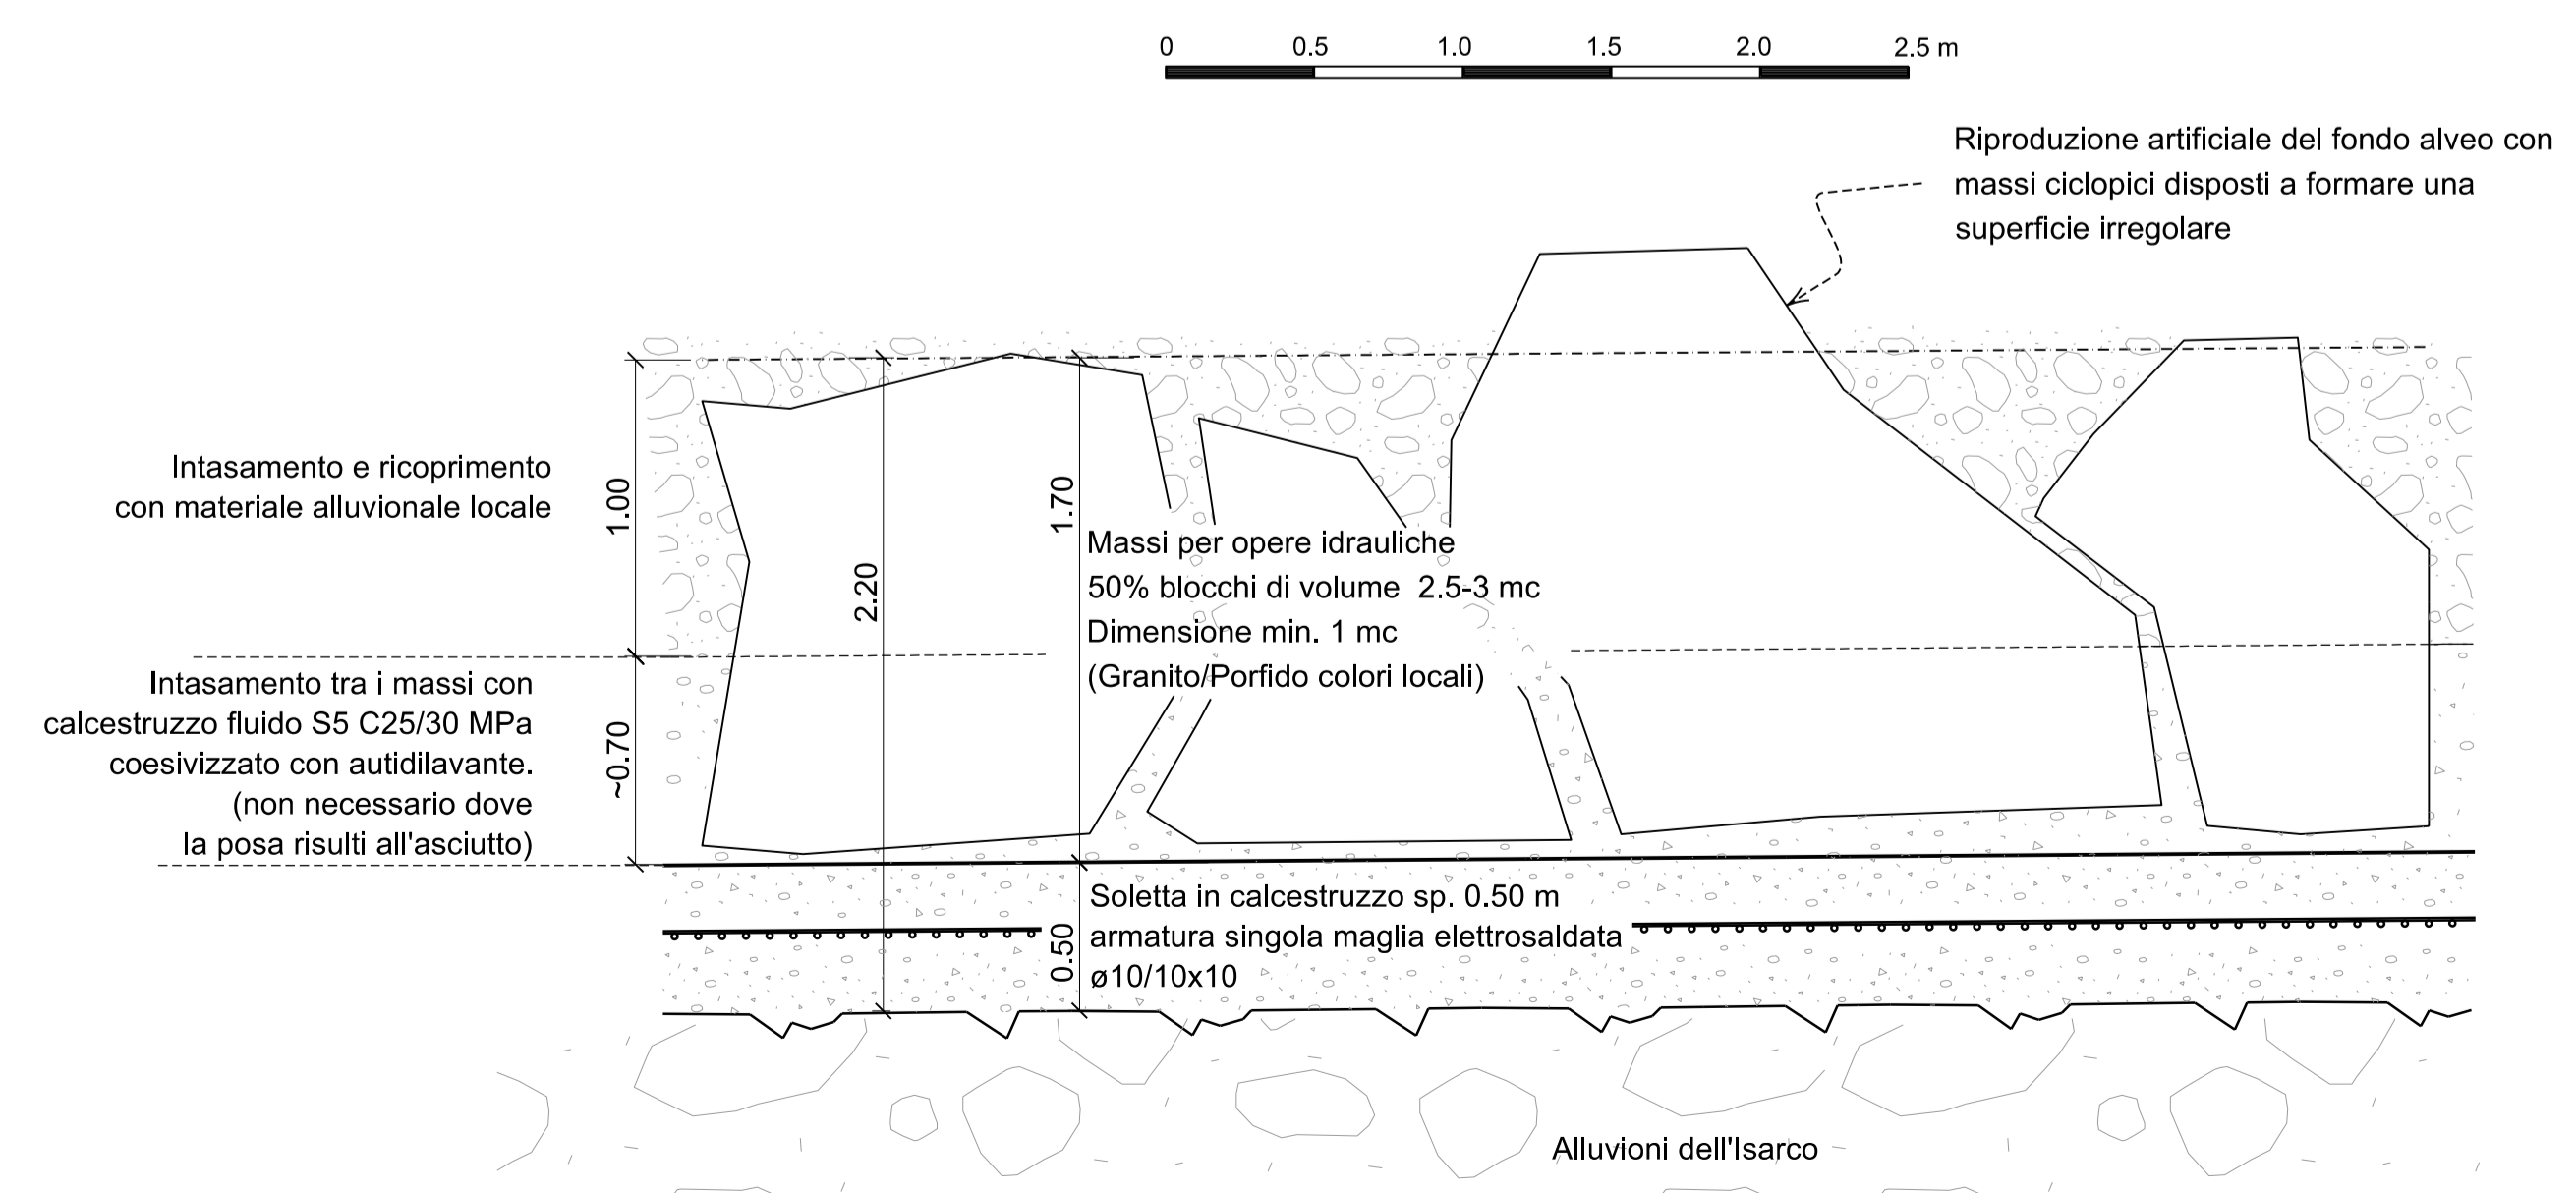 0 0.5 1.0 1.5 2.0 2.5 m
Riproduzione artificiale del fondo alveo con
massi ciclopici disposti a formare una
superficie irregolare
Intasamento e ricoprimento
con materiale alluvionale locale
1.00
2.20
1.70
Massi per opere idrauliche
50% blocchi di volume 2.5-3 mc
Dimensione min. 1 mc
(Granito/Porfido colori locali)
Intasamento tra i massi con
calcestruzzo fluido S5 C25/30 MPa
coesivizzato con autidilavante.
(non necessario dove
la posa risulti all'asciutto)
~0.70
0.50
Soletta in calcestruzzo sp. 0.50 m
armatura singola maglia elettrosaldata
ø10/10x10
Alluvioni dell'Isarco